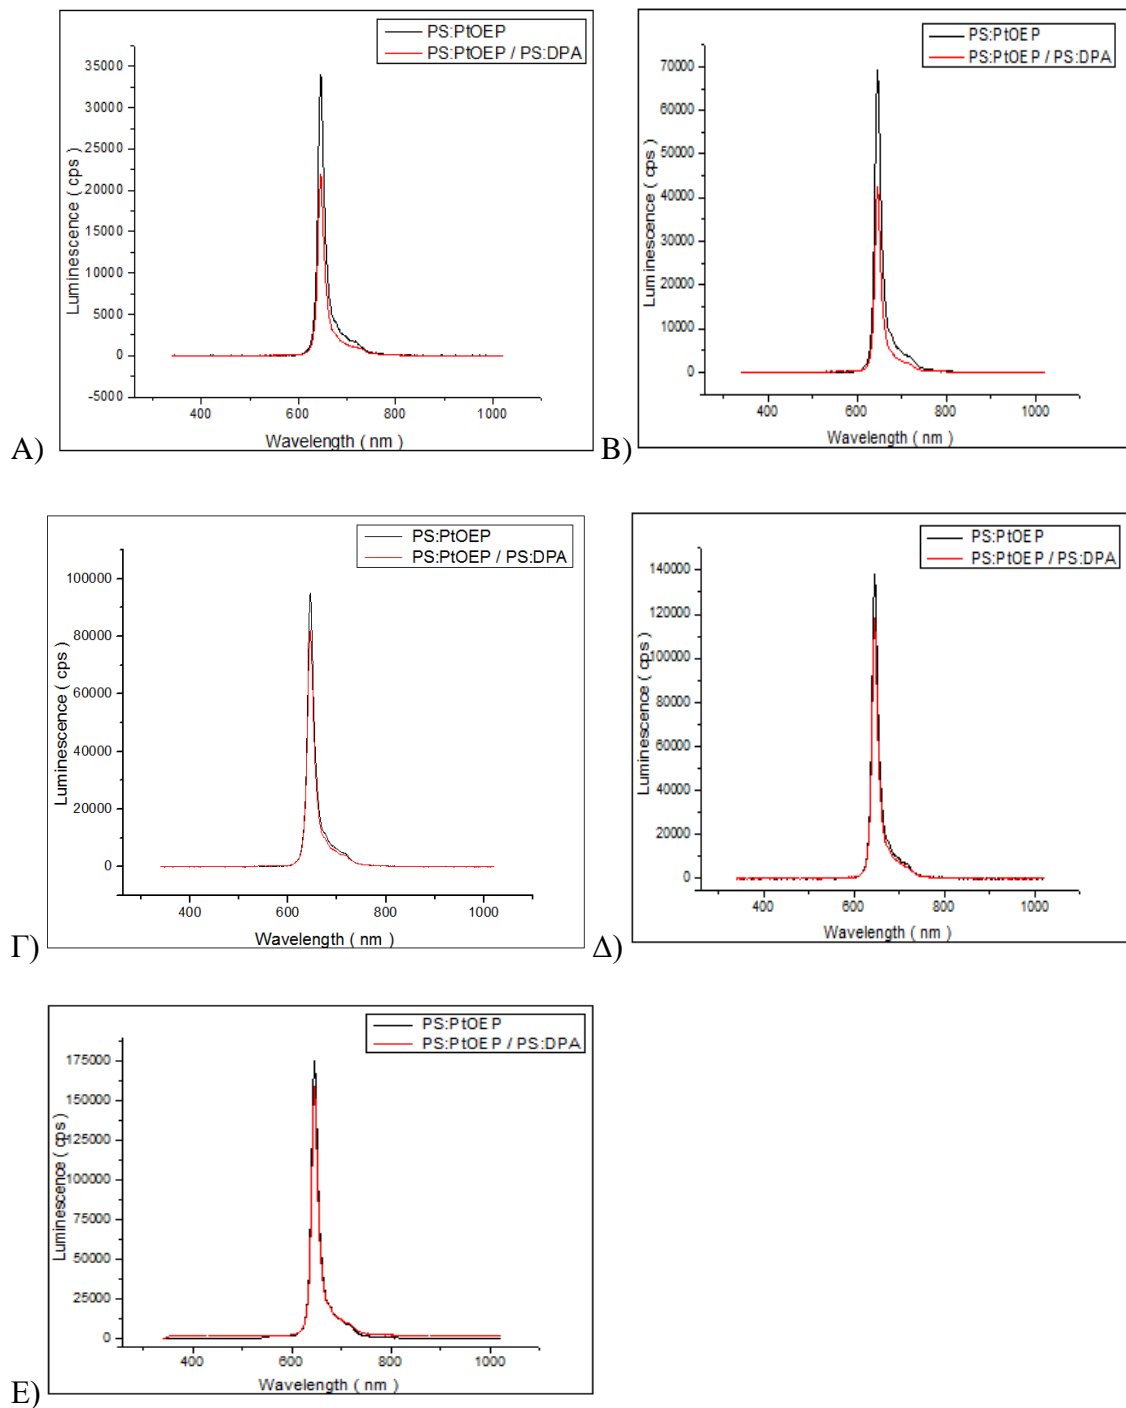 PS:PtOEP
PS:PtOEP / PS:DPA
35000
30000
25000
20000
15000
10000
5000
0
-5000
400 600 800 1000
Luminescence ( cps )
Wavelength ( nm )
Α)
PS:PtOEP
PS:PtOEP / PS:DPA
70000
60000
50000
40000
30000
20000
10000
0
400 600 800 1000
Luminescence ( cps )
Wavelength ( nm )
Β)
PS:PtOEP
PS:PtOEP / PS:DPA
100000
80000
60000
40000
20000
0
400 600 800 1000
Luminescence ( cps )
Wavelength ( nm )
Γ)
PS:PtOEP
PS:PtOEP / PS:DPA
140000
120000
100000
80000
60000
40000
20000
0
400 600 800 1000
Luminescence ( cps )
Wavelength ( nm )
Δ)
PS:PtOEP
PS:PtOEP / PS:DPA
175000
150000
125000
100000
75000
50000
25000
0
400 600 800 1000
Luminescence ( cps )
Wavelength ( nm )
Ε)